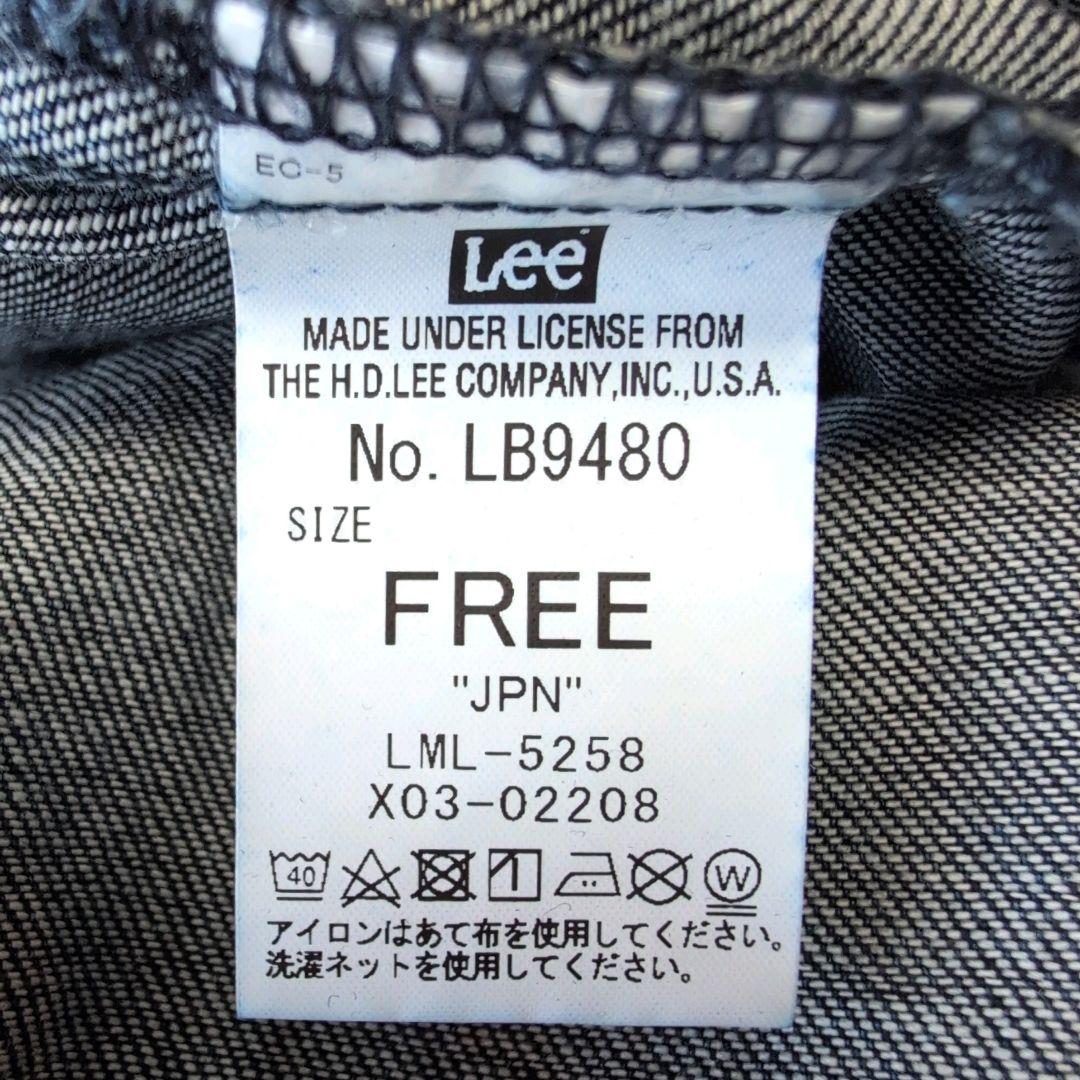 EC-5
Lee
MADE UNDER LICENSE FROM
THE H.D.LEE COMPANY,INC.,U.S.A.
No. LB9480
SIZE
FREE
"JPN"
LML-5258
X03-02208
40 W
アイロンはあて布を使用してください。
洗濯ネットを使用してください。